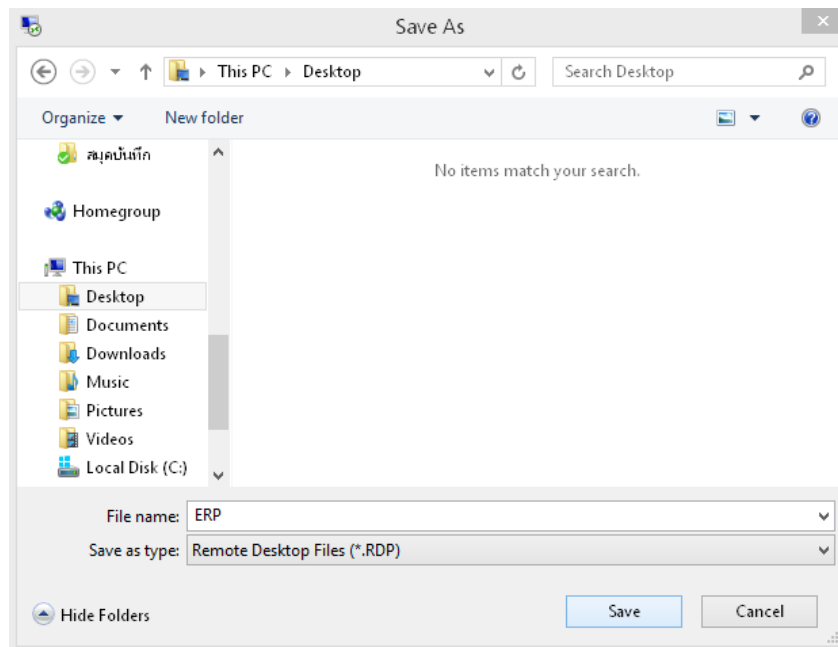 Save As
This PC Desktop
Search Desktop
Organize
New folder
สมุดบันทึก
No items match your search.
Homegroup
This PC
Desktop
Documents
Downloads
Music
Pictures
Videos
Local Disk (C:)
File name: ERP
Save as type: Remote Desktop Files (*.RDP)
Hide Folders
Save
Cancel